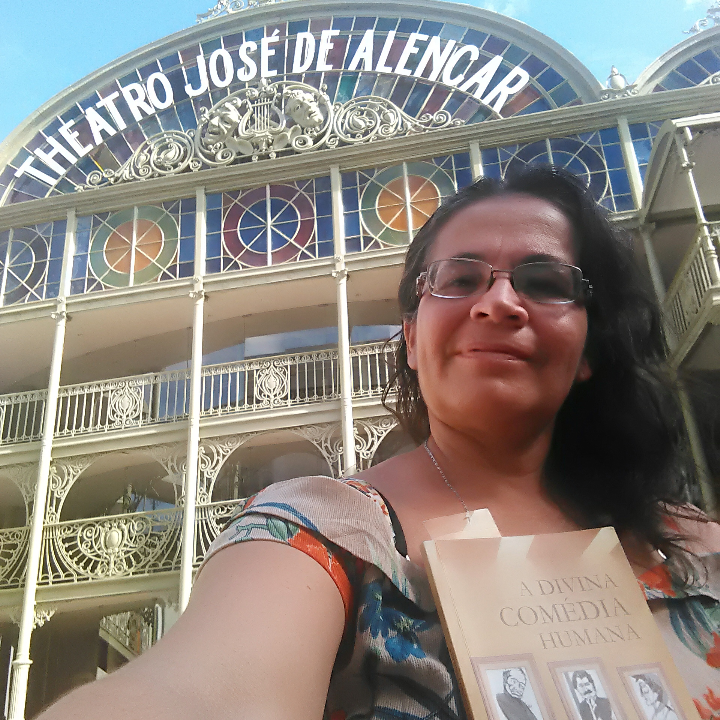 THEATRO JOSÉ DE ALENCAR
A DIVINA
COMÉDIA
HUMANA